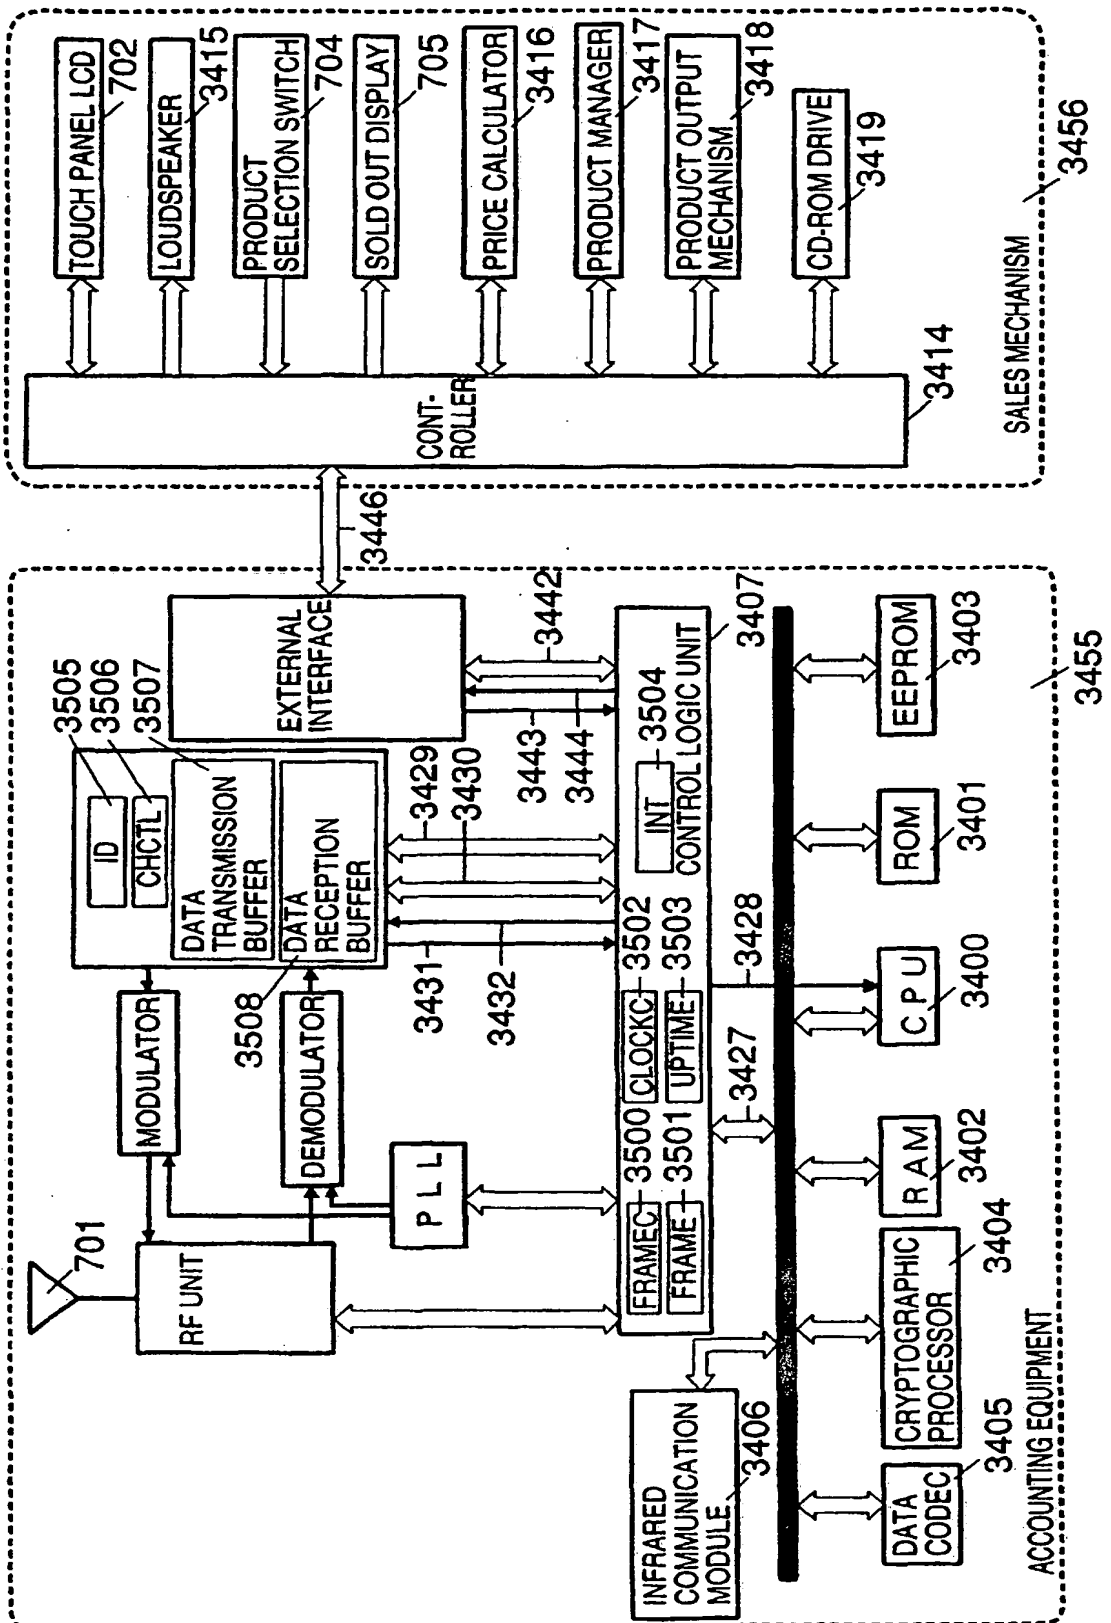 701
RF UNIT
MODULATOR
DEMODULATOR
P L L
ID
CHCTL
DATA
TRANSMISSION
BUFFER
DATA
RECEPTION
BUFFER
3505
3506
3507
3508
EXTERNAL
INTERFACE
3446
3431
3432
3430
3429
3443
3444
3442
FRAMEC
3500
FRAME
3501
CLOCKC
3502
UPTIME
3503
INT
3504
CONTROL LOGIC UNIT
3407
3427
3428
INFRARED
COMMUNICATION
MODULE
3406
DATA
CODEC
3405
CRYPTOGRAPHIC
PROCESSOR
3404
R A M
3402
C P U
3400
ROM
3401
EEPROM
3403
ACCOUNTING EQUIPMENT
3455
CONT-
ROLLER
3414
TOUCH PANEL LCD
702
LOUDSPEAKER
3415
PRODUCT
SELECTION SWITCH
704
SOLD OUT DISPLAY
705
PRICE CALCULATOR
3416
PRODUCT MANAGER
3417
PRODUCT OUTPUT
MECHANISM
3418
CD-ROM DRIVE
3419
SALES MECHANISM
3456